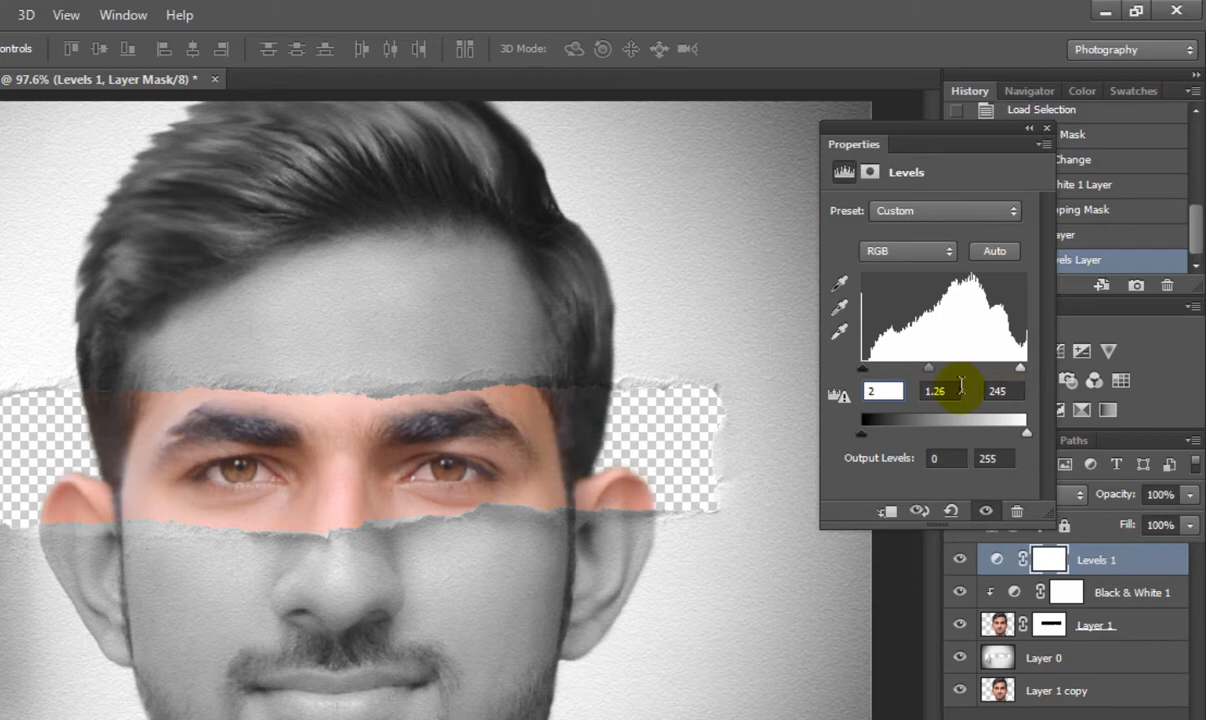 3D View Window Help
ontrols 3D Mode: Photography
@ 97.6% (Levels 1, Layer Mask/8) * ×
History Navigator Color Swatches
Load Selection
Mask
Change
hite 1 Layer
ping Mask
ayer
vels Layer
Properties
Levels
Preset: Custom
RGB Auto
2 1.26 245
Output Levels: 0 255
Paths
Opacity: 100%
Fill: 100%
Levels 1
Black & White 1
Layer 1
Layer 0
Layer 1 copy